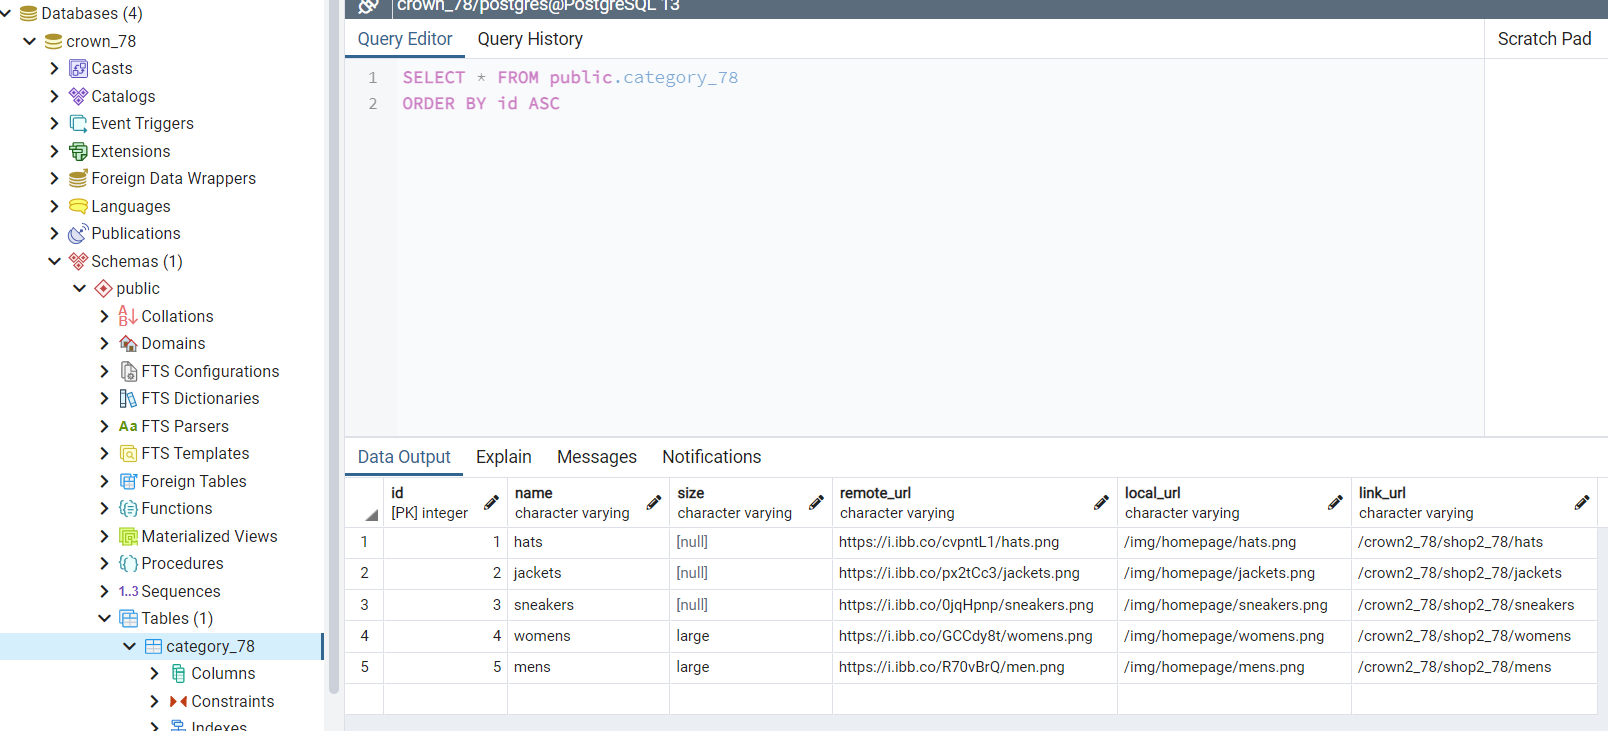 Databases (4)
crown_78
Casts
Catalogs
Event Triggers
Extensions
Foreign Data Wrappers
Languages
Publications
Schemas (1)
public
Collations
Domains
FTS Configurations
FTS Dictionaries
Aa FTS Parsers
FTS Templates
Foreign Tables
Functions
Materialized Views
Procedures
1..3 Sequences
Tables (1)
category_78
Columns
Constraints
Indexes
crown_78/postgres@PostgreSQL 13
Query Editor Query History
Scratch Pad
1 SELECT * FROM public.category_78
2 ORDER BY id ASC
Data Output Explain Messages Notifications
id name size remote_url local_url link_url
[PK] integer character varying character varying character varying character varying character varying
1 1 hats [null] https://i.ibb.co/cvpntL1/hats.png /img/homepage/hats.png /crown2_78/shop2_78/hats
2 2 jackets [null] https://i.ibb.co/px2tCc3/jackets.png /img/homepage/jackets.png /crown2_78/shop2_78/jackets
3 3 sneakers [null] https://i.ibb.co/0jqHpnp/sneakers.png /img/homepage/sneakers.png /crown2_78/shop2_78/sneakers
4 4 womens large https://i.ibb.co/GCCdy8t/womens.png /img/homepage/womens.png /crown2_78/shop2_78/womens
5 5 mens large https://i.ibb.co/R70vBrQ/men.png /img/homepage/mens.png /crown2_78/shop2_78/mens